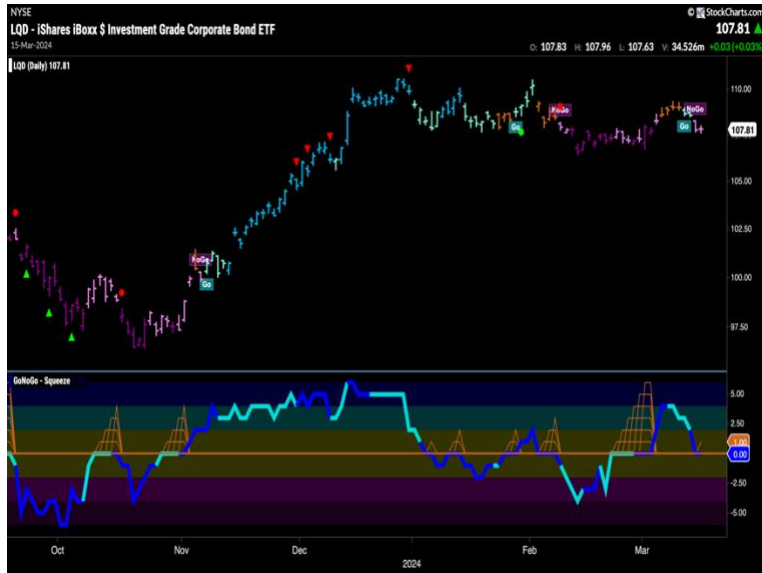 NYSE
© StockCharts.com
LQD - iShares iBoxx $ Investment Grade Corporate Bond ETF
107.81
15-Mar-2024
O: 107.83 H: 107.96 L: 107.63 V: 34.526m +0.03 (+0.03%)
LQD (Daily) 107.81
110.00
NoGo
NoGo
Go
Go
107.81
105.00
102.50
NoGo
Go
100.00
97.50
GoNoGo - Squeeze
5.00
2.50
1.00
0.00
-2.50
-5.00
Oct
Nov
Dec
2024
Feb
Mar